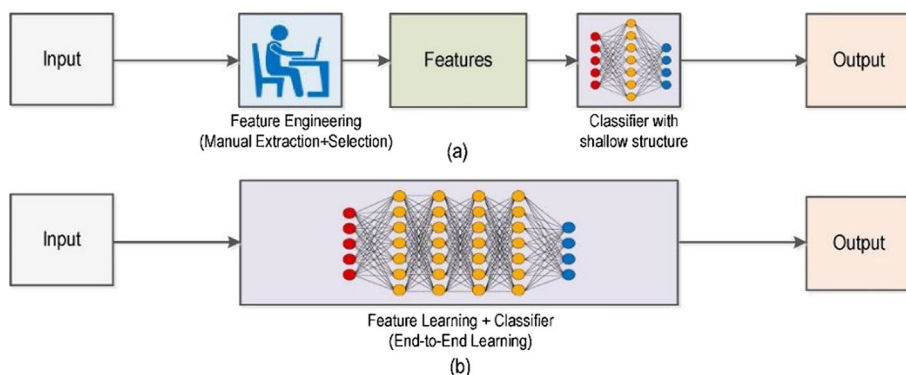 Input
Features
Output
Feature Engineering
(Manual Extraction+Selection)
Classifier with
shallow structure
(a)
Input
Output
Feature Learning + Classifier
(End-to-End Learning)
(b)